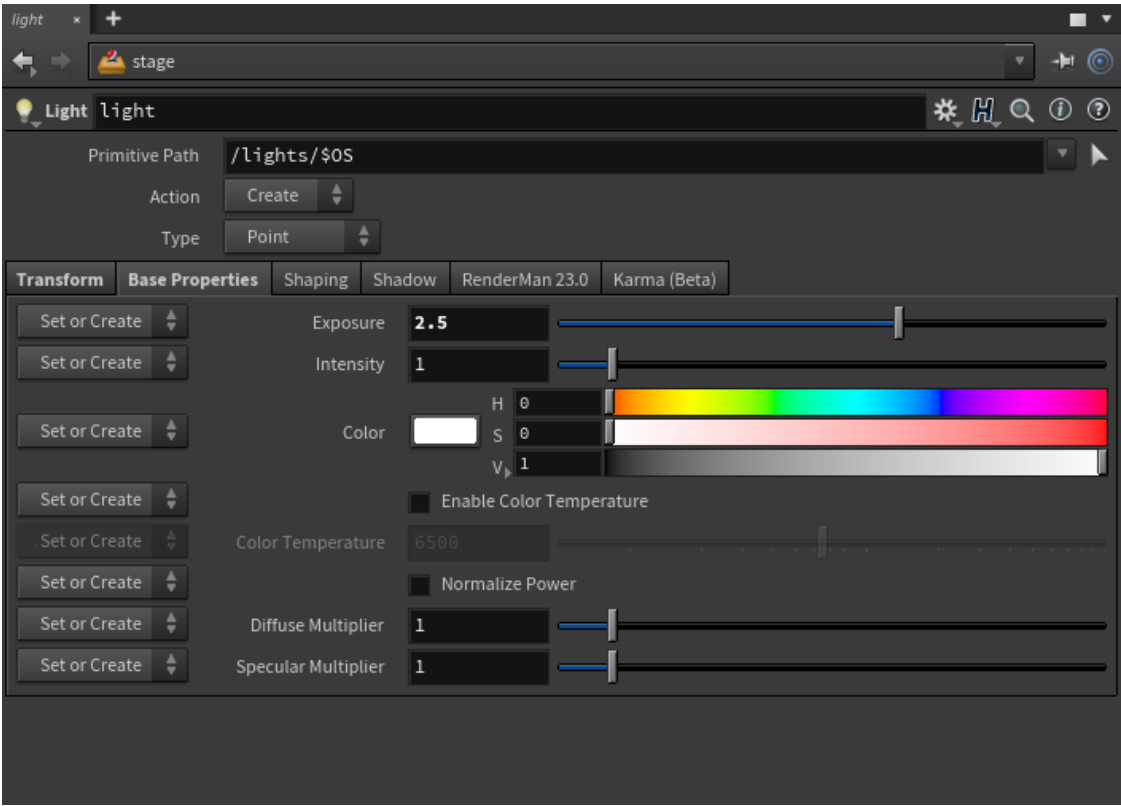 light × +
stage
Light light
Primitive Path /lights/$OS
Action Create
Type Point
Transform Base Properties Shaping Shadow RenderMan 23.0 Karma (Beta)
Set or Create Exposure 2.5
Set or Create Intensity 1
H 0
Set or Create Color S 0
V 1
Set or Create Enable Color Temperature
Set or Create Color Temperature 6500
Set or Create Normalize Power
Set or Create Diffuse Multiplier 1
Set or Create Specular Multiplier 1